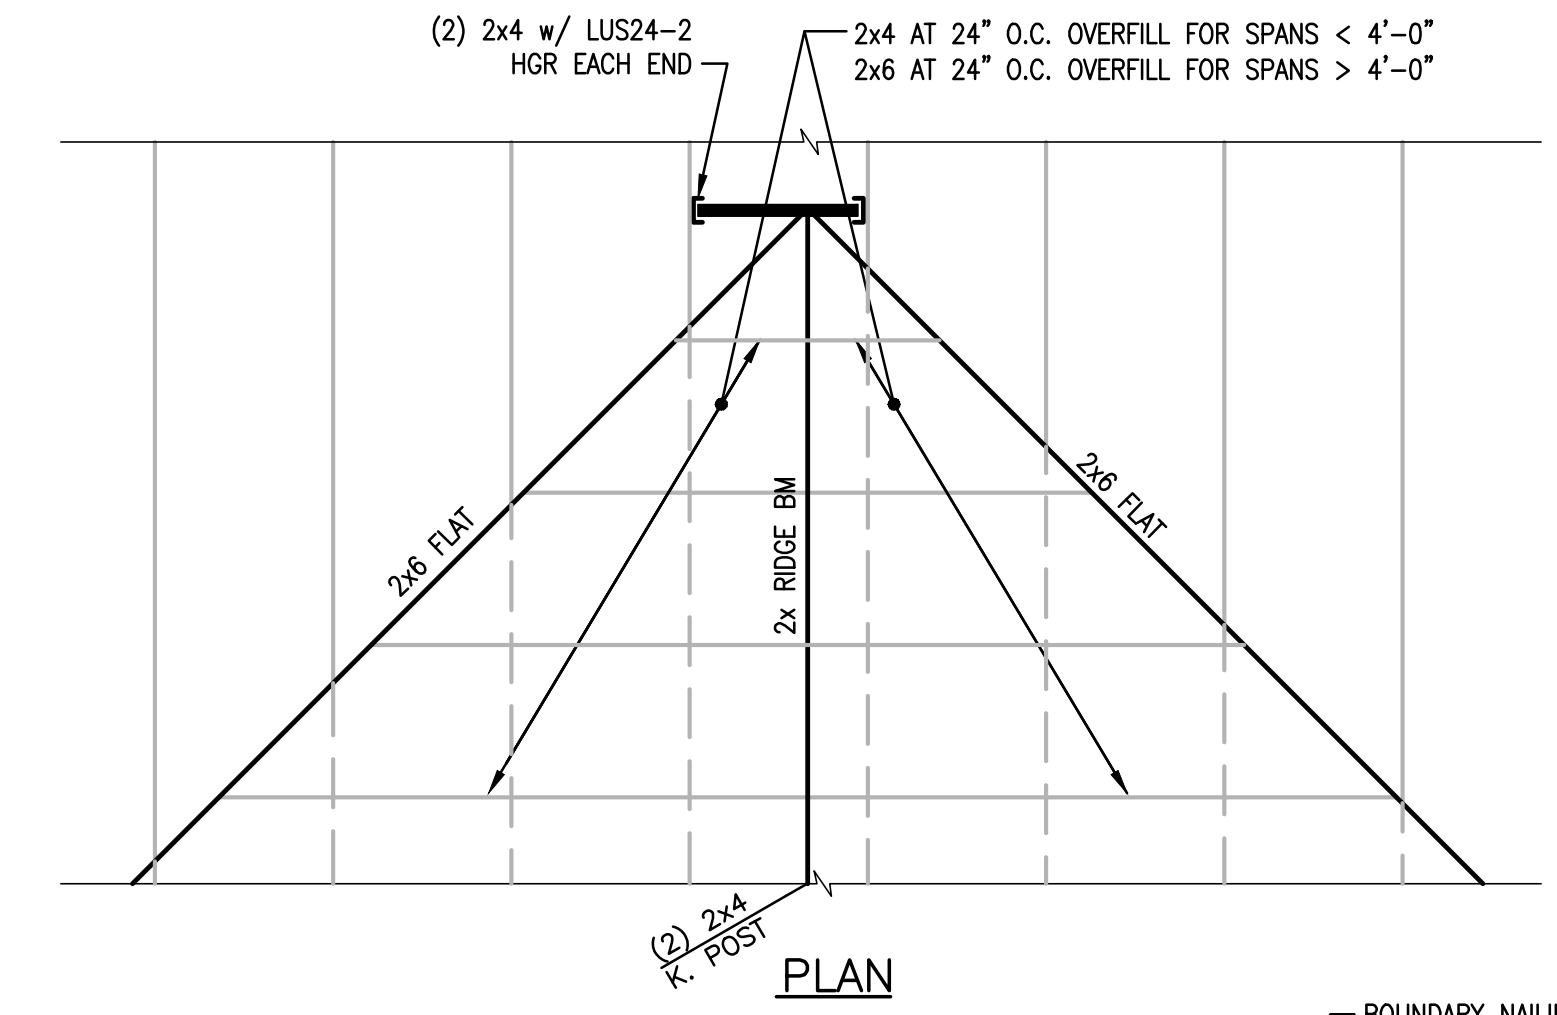 (2) 2x4 w/ LUS24-2
HGR EACH END
2x4 AT 24" O.C. OVERFILL FOR SPANS < 4'-0"
2x6 AT 24" O.C. OVERFILL FOR SPANS > 4'-0"
2x6 FLAT
2x RIDGE BM
2x6 FLAT
(2) 2x4
K. POST
PLAN
BOUNDARY